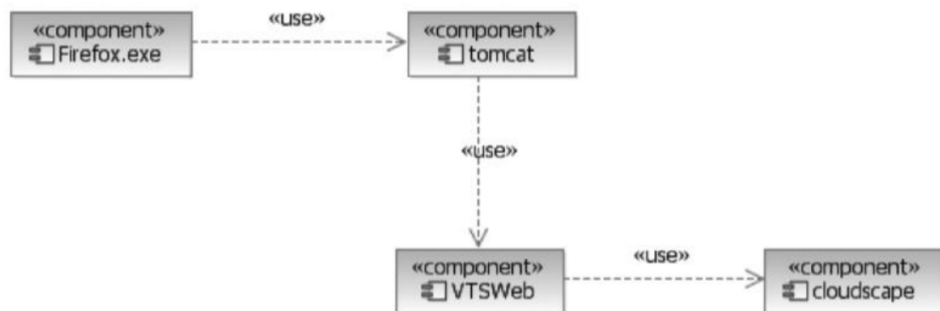 «use»
«component»
Firefox.exe
«component»
tomcat
«use»
«component»
VTSWeb
«use»
«component»
cloudscape